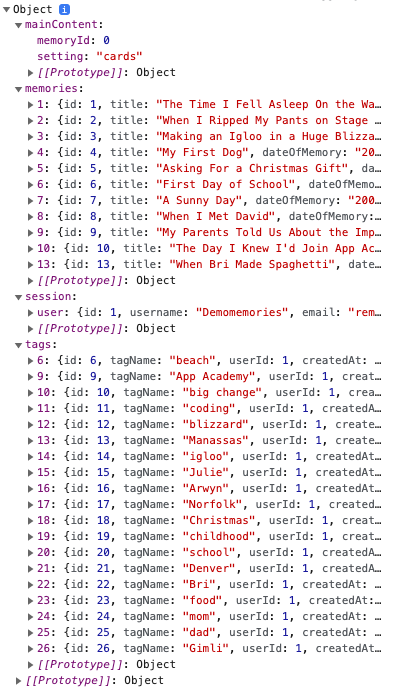 Object i
mainContent:
memoryId: 0
setting: "cards"
[[Prototype]]: Object
memories:
1: {id: 1, title: "The Time I Fell Asleep On the Wa…
2: {id: 2, title: "When I Ripped My Pants on Stage …
3: {id: 3, title: "Making an Igloo in a Huge Blizza…
4: {id: 4, title: "My First Dog", dateOfMemory: "20…
5: {id: 5, title: "Asking For a Christmas Gift", da…
6: {id: 6, title: "First Day of School", dateOfMemo…
7: {id: 7, title: "A Sunny Day", dateOfMemory: "200…
8: {id: 8, title: "When I Met David", dateOfMemory:…
9: {id: 9, title: "My Parents Told Us About the Imp…
10: {id: 10, title: "The Day I Knew I'd Join App Ac…
13: {id: 13, title: "When Bri Made Spaghetti", date…
[[Prototype]]: Object
session:
user: {id: 1, username: "Demomemories", email: "rem…
[[Prototype]]: Object
tags:
6: {id: 6, tagName: "beach", userId: 1, createdAt: …
9: {id: 9, tagName: "App Academy", userId: 1, creat…
10: {id: 10, tagName: "big change", userId: 1, crea…
11: {id: 11, tagName: "coding", userId: 1, createdA…
12: {id: 12, tagName: "blizzard", userId: 1, create…
13: {id: 13, tagName: "Manassas", userId: 1, create…
14: {id: 14, tagName: "igloo", userId: 1, createdAt…
15: {id: 15, tagName: "Julie", userId: 1, createdAt…
16: {id: 16, tagName: "Arwyn", userId: 1, createdAt…
17: {id: 17, tagName: "Norfolk", userId: 1, created…
18: {id: 18, tagName: "Christmas", userId: 1, creat…
19: {id: 19, tagName: "childhood", userId: 1, creat…
20: {id: 20, tagName: "school", userId: 1, createdA…
21: {id: 21, tagName: "Denver", userId: 1, createdA…
22: {id: 22, tagName: "Bri", userId: 1, createdAt: …
23: {id: 23, tagName: "food", userId: 1, createdAt:…
24: {id: 24, tagName: "mom", userId: 1, createdAt: …
25: {id: 25, tagName: "dad", userId: 1, createdAt: …
26: {id: 26, tagName: "Gimli", userId: 1, createdAt…
[[Prototype]]: Object
[[Prototype]]: Object